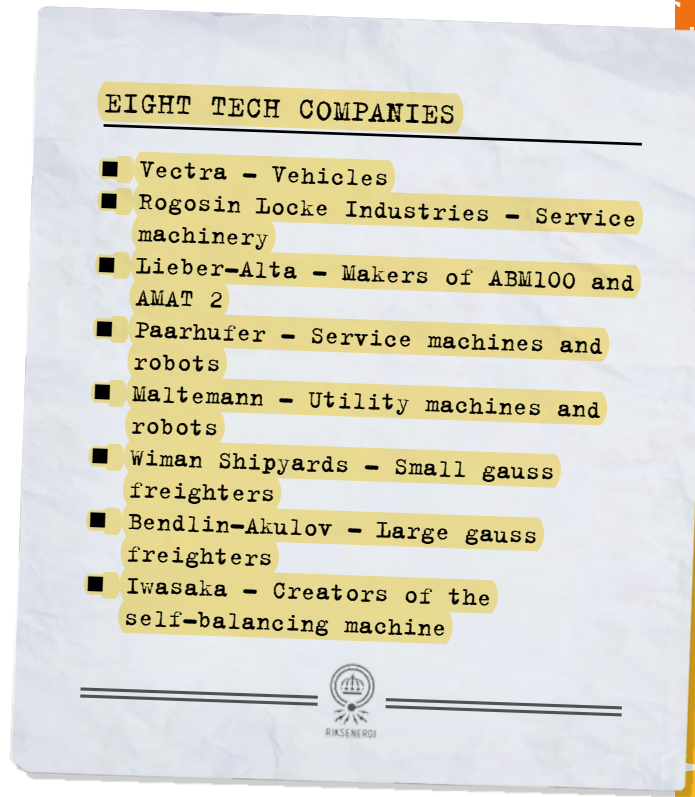 EIGHT TECH COMPANIES
■ Vectra – Vehicles
■ Rogosin Locke Industries – Service
machinery
■ Lieber-Alta – Makers of ABM100 and
AMAT 2
■ Paarhufer – Service machines and
robots
■ Maltemann – Utility machines and
robots
■ Wiman Shipyards – Small gauss
freighters
■ Bendlin-Akulov – Large gauss
freighters
■ Iwasaka – Creators of the
self-balancing machine
RIKSENERGI